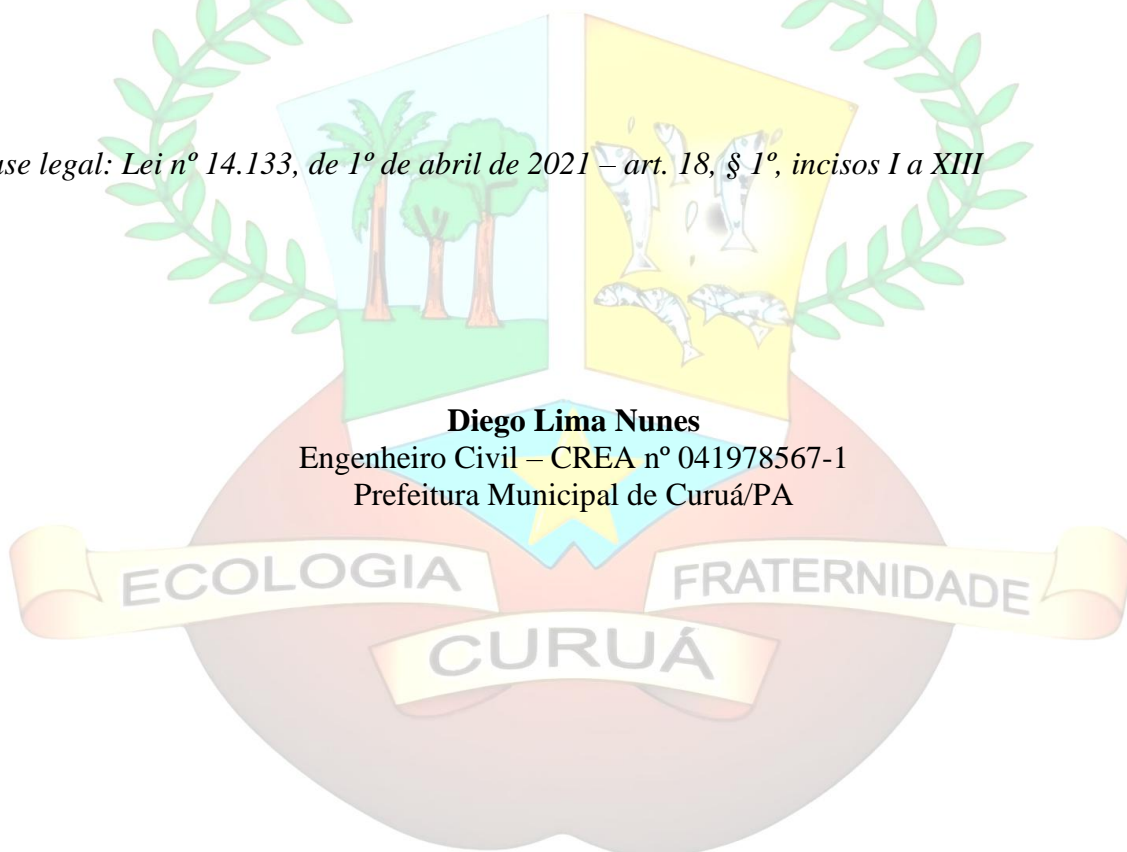 ase legal: Lei nº 14.133, de 1º de abril de 2021 – art. 18, § 1º, incisos I a XIII
Diego Lima Nunes
Engenheiro Civil – CREA nº 041978567-1
Prefeitura Municipal de Curuá/PA
ECOLOGIA FRATERNIDADE
CURUÁ